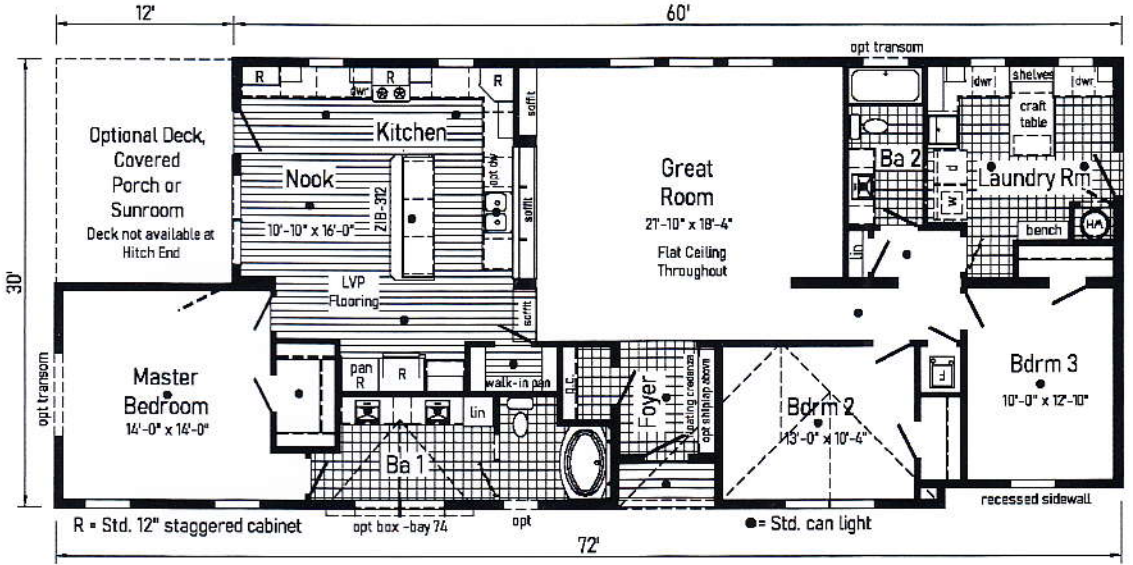 12'
60'
30'
opt transom
R
R
R
dwr
soffit
dwr
shelves
dwr
craft
table
Optional Deck,
Covered
Porch or
Sunroom
Deck not available at
Hitch End
Kitchen
Nook
10'-10" x 16'-0"
ZIB-312
opt dw
soffit
Great
Room
21'-10" x 18'-4"
Flat Ceiling
Throughout
Ba 2
d
w
Laundry Rm
bench
lin
LVP
Flooring
soffit
opt transom
Master
Bedroom
14'-0" x 14'-0"
pan
R
R
walk-in pan
lin
Ba 1
Foyer
opt shiplap above
Bdrm 2
13'-0" x 10'-4"
F
Bdrm 3
10'-0" x 12'-10"
recessed sidewall
R = Std. 12" staggered cabinet
opt box -bay 74
opt
●= Std. can light
72'